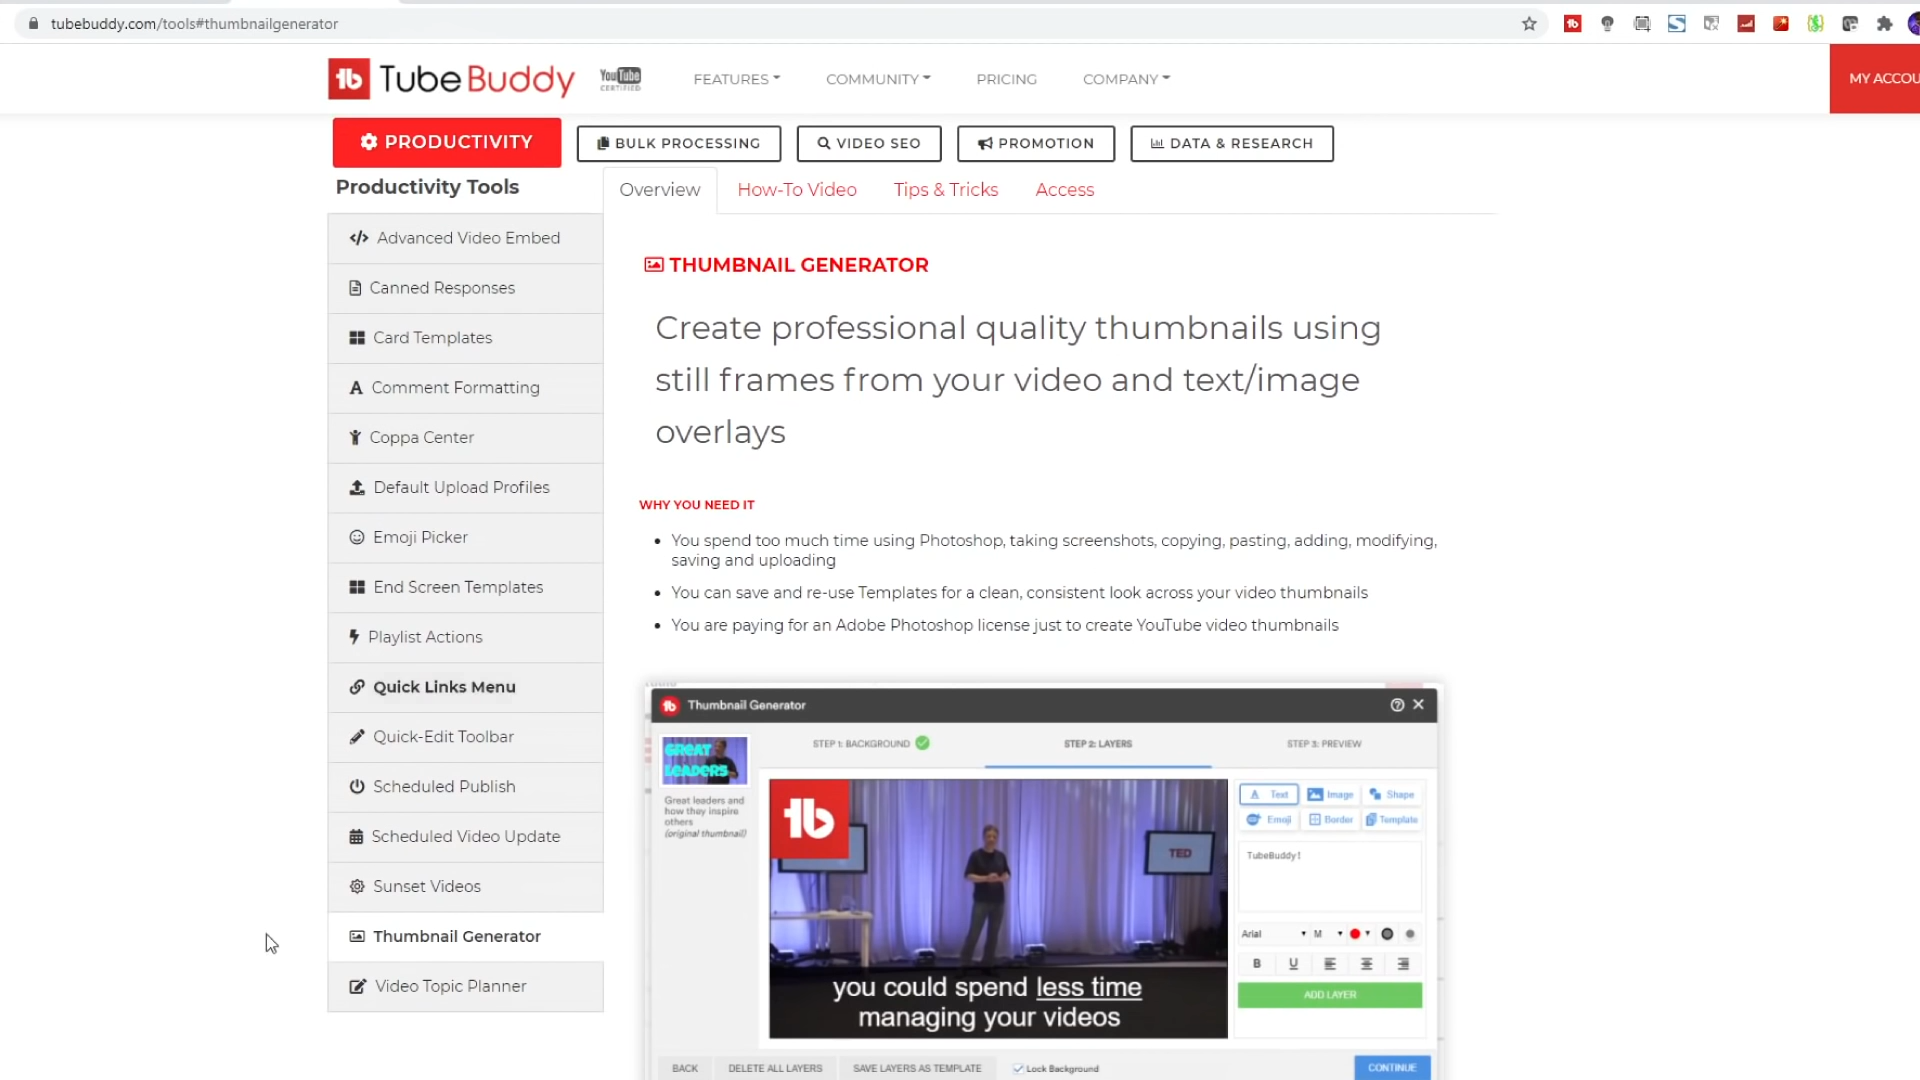 tubebuddy.com/tools#thumbnailgenerator
TubeBuddy
YouTube
CERTIFIED
FEATURES
COMMUNITY
PRICING
COMPANY
MY ACCOU
PRODUCTIVITY
BULK PROCESSING
VIDEO SEO
PROMOTION
DATA & RESEARCH
Productivity Tools
Overview
How-To Video
Tips & Tricks
Access
Advanced Video Embed
Canned Responses
Card Templates
Comment Formatting
Coppa Center
Default Upload Profiles
Emoji Picker
End Screen Templates
Playlist Actions
Quick Links Menu
Quick-Edit Toolbar
Scheduled Publish
Scheduled Video Update
Sunset Videos
Thumbnail Generator
Video Topic Planner
THUMBNAIL GENERATOR
Create professional quality thumbnails using
still frames from your video and text/image
overlays
WHY YOU NEED IT
You spend too much time using Photoshop, taking screenshots, copying, pasting, adding, modifying,
saving and uploading
You can save and re-use Templates for a clean, consistent look across your video thumbnails
You are paying for an Adobe Photoshop license just to create YouTube video thumbnails
Thumbnail Generator
GREAT
LEADERS
Great leaders and
how they inspire
others
(original thumbnail)
STEP 1: BACKGROUND
STEP 2: LAYERS
STEP 3: PREVIEW
TED
you could spend less time
managing your videos
Text
Image
Shape
Emoji
Border
Template
TubeBuddy!
Arial
M
B
U
ADD LAYER
BACK
DELETE ALL LAYERS
SAVE LAYERS AS TEMPLATE
Lock Background
CONTINUE